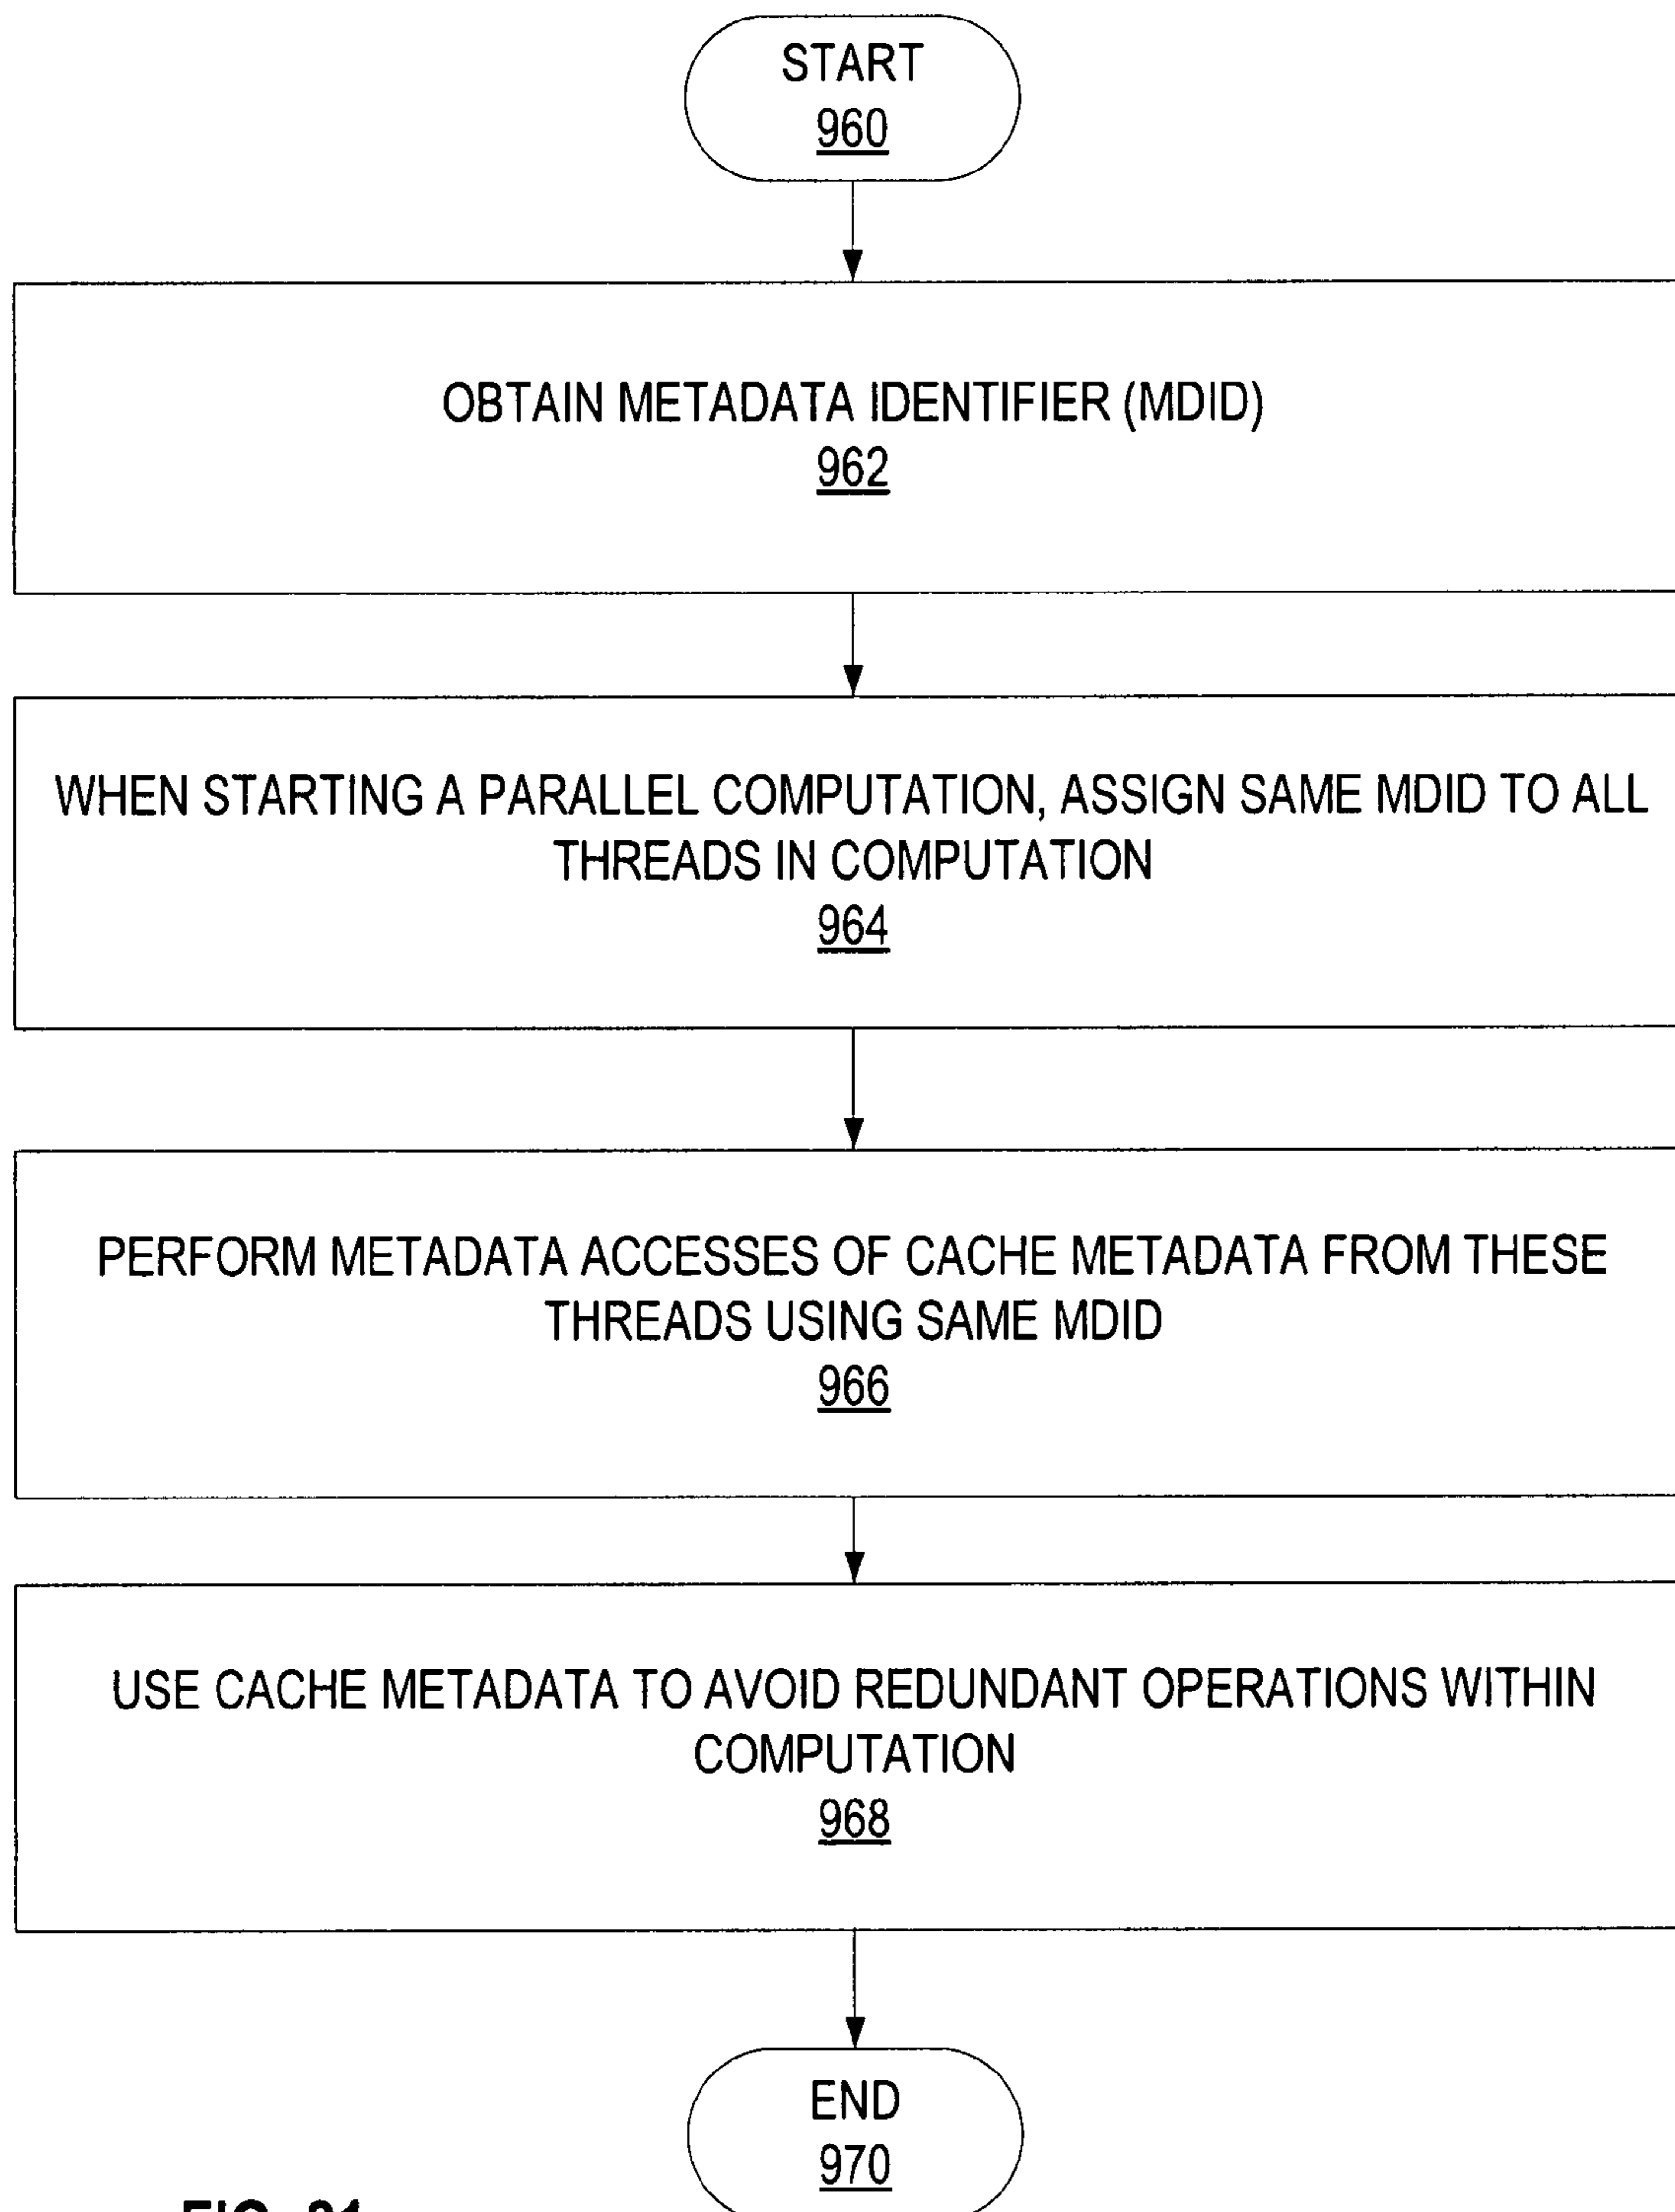 START
960
OBTAIN METADATA IDENTIFIER (MDID)
962
WHEN STARTING A PARALLEL COMPUTATION, ASSIGN SAME MDID TO ALL
THREADS IN COMPUTATION
964
PERFORM METADATA ACCESSES OF CACHE METADATA FROM THESE
THREADS USING SAME MDID
966
USE CACHE METADATA TO AVOID REDUNDANT OPERATIONS WITHIN
COMPUTATION
968
END
970
FIG.